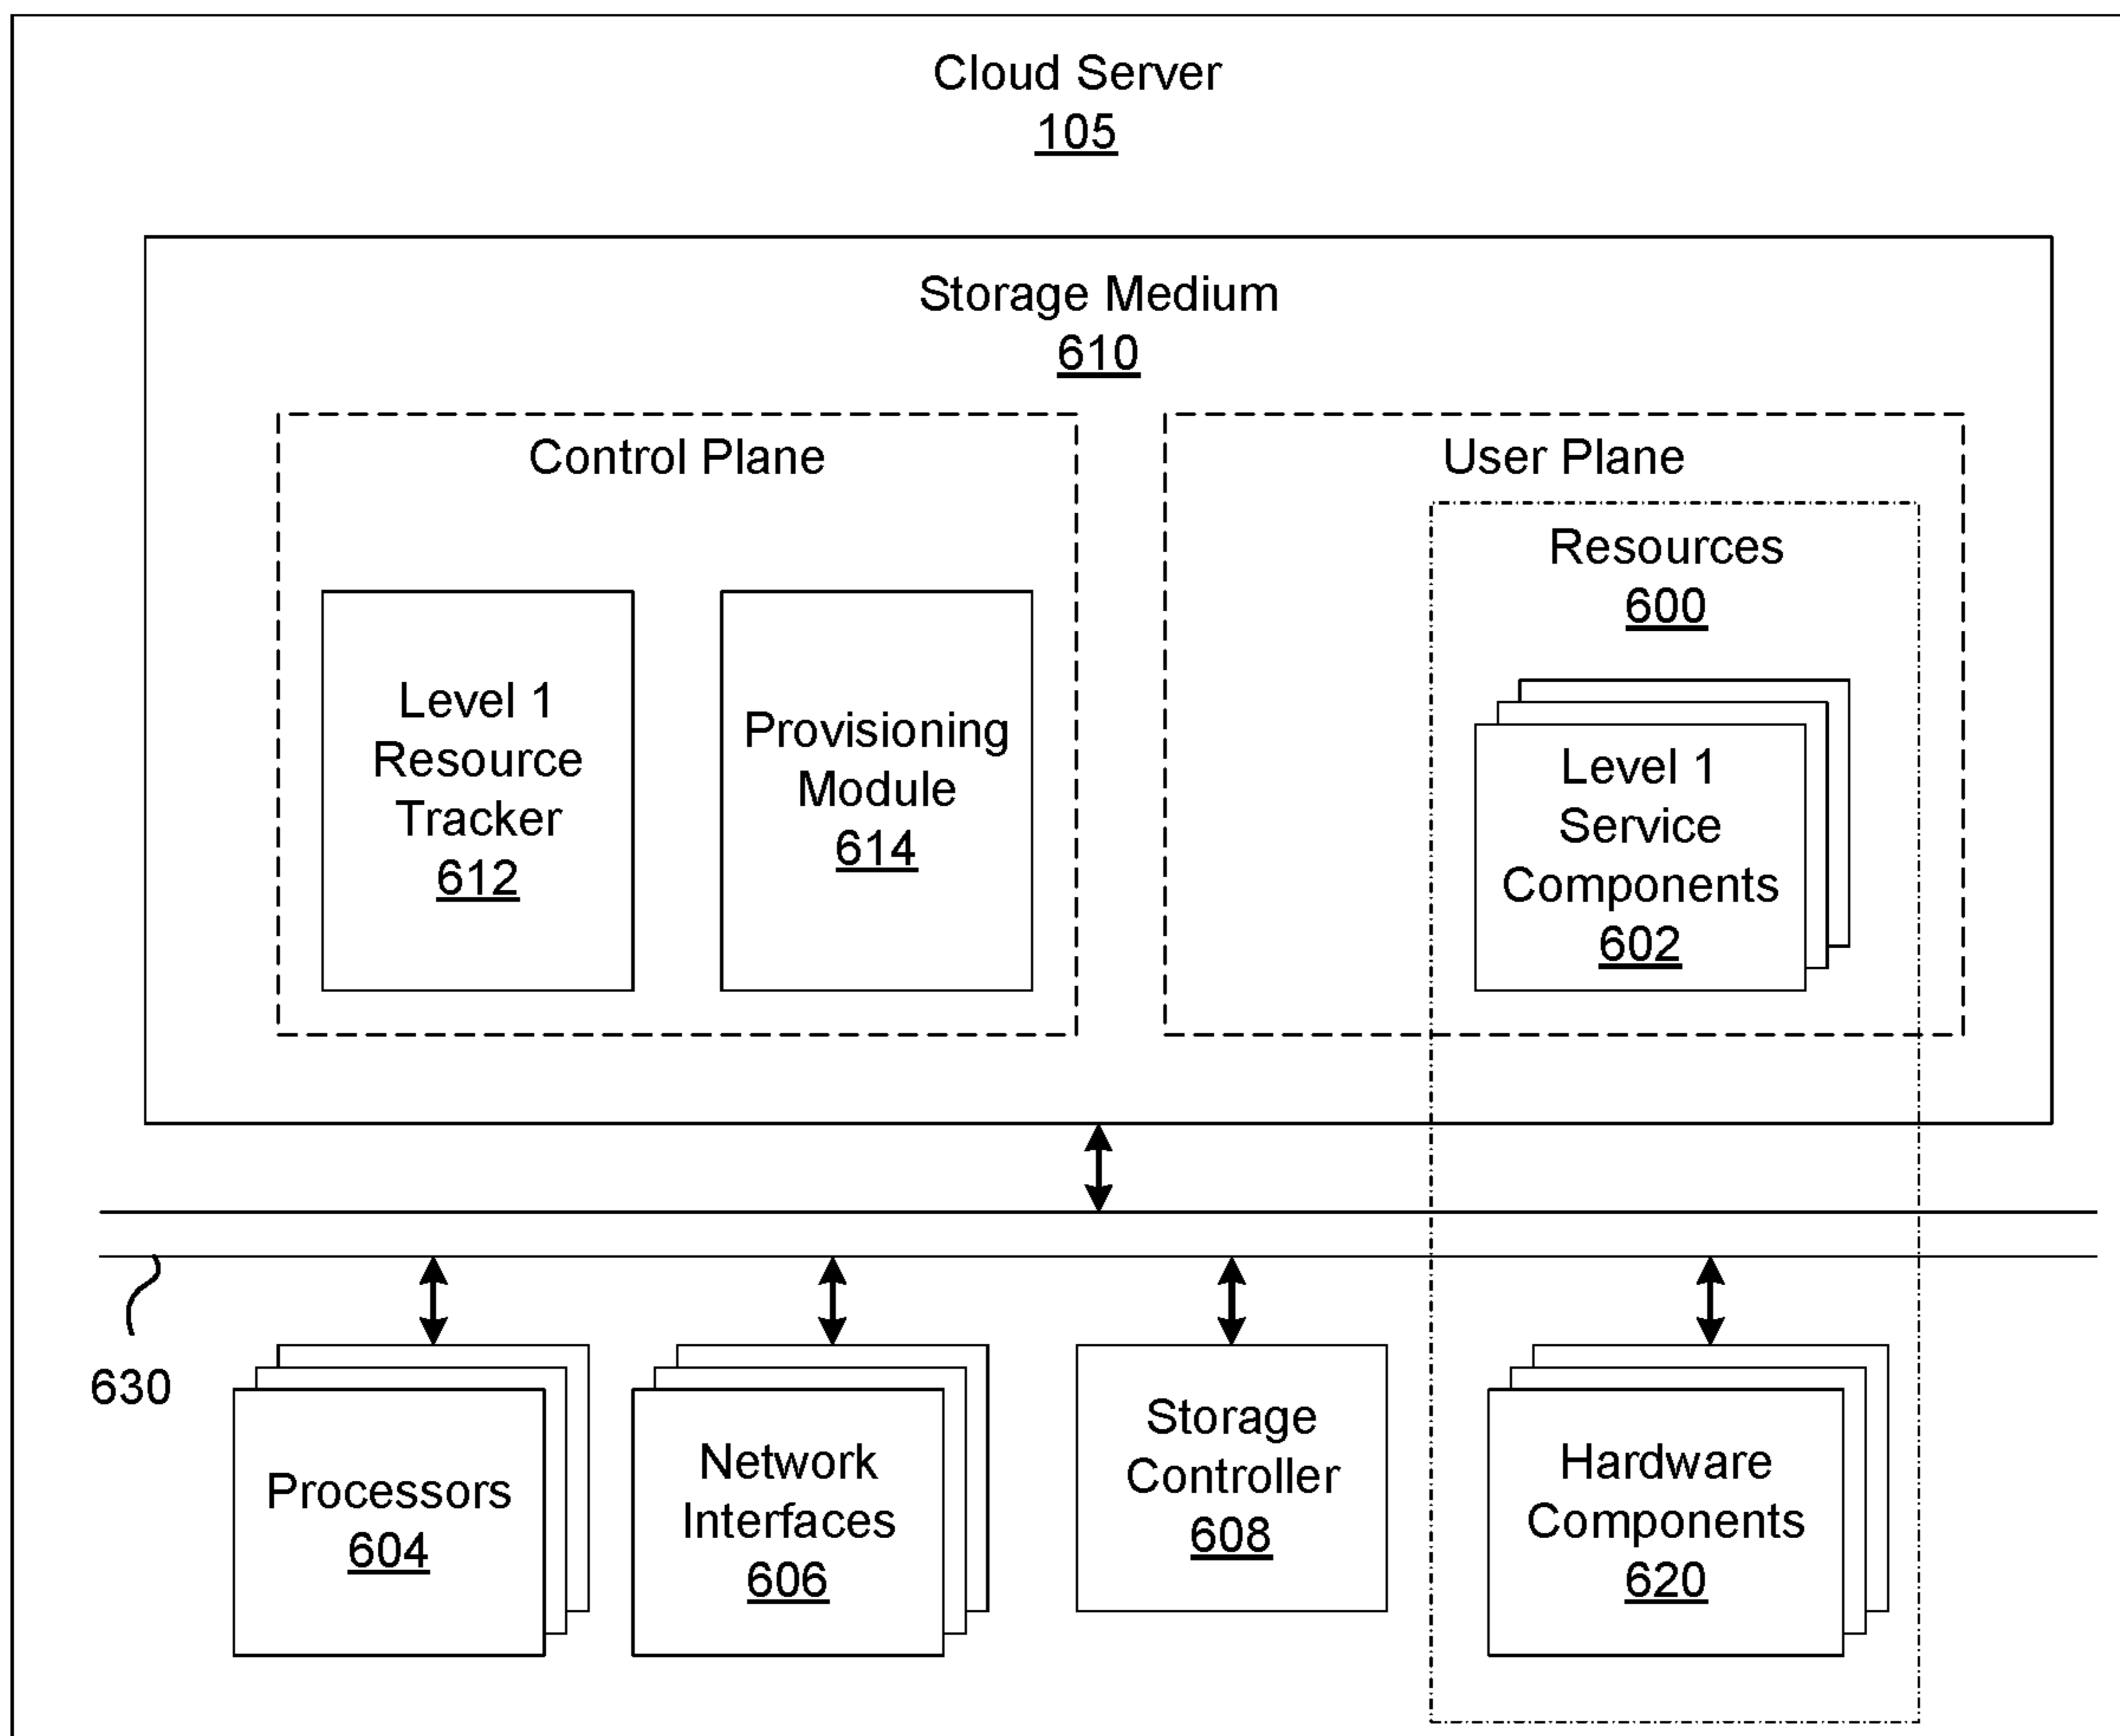 Cloud Server
105
Storage Medium
610
Control Plane
User Plane
Resources
600
Level 1
Resource
Tracker
612
Provisioning
Module
614
Level 1
Service
Components
602
630
Processors
604
Network
Interfaces
606
Storage
Controller
608
Hardware
Components
620